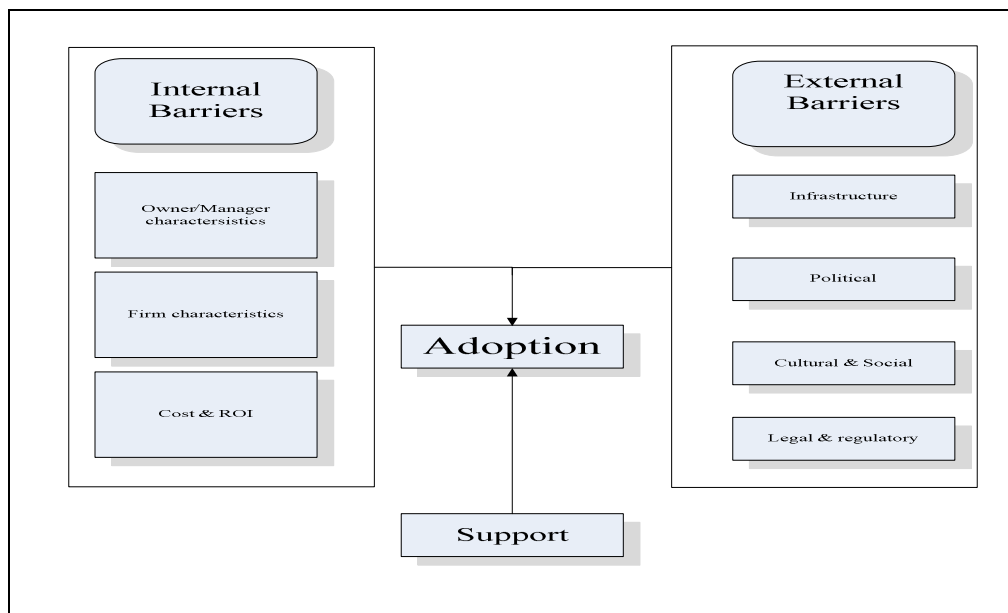 Internal
Barriers
Owner/Manager
charactersistics
Firm characteristics
Cost & ROI
External
Barriers
Infrastructure
Political
Cultural & Social
Legal & regulatory
Adoption
Support